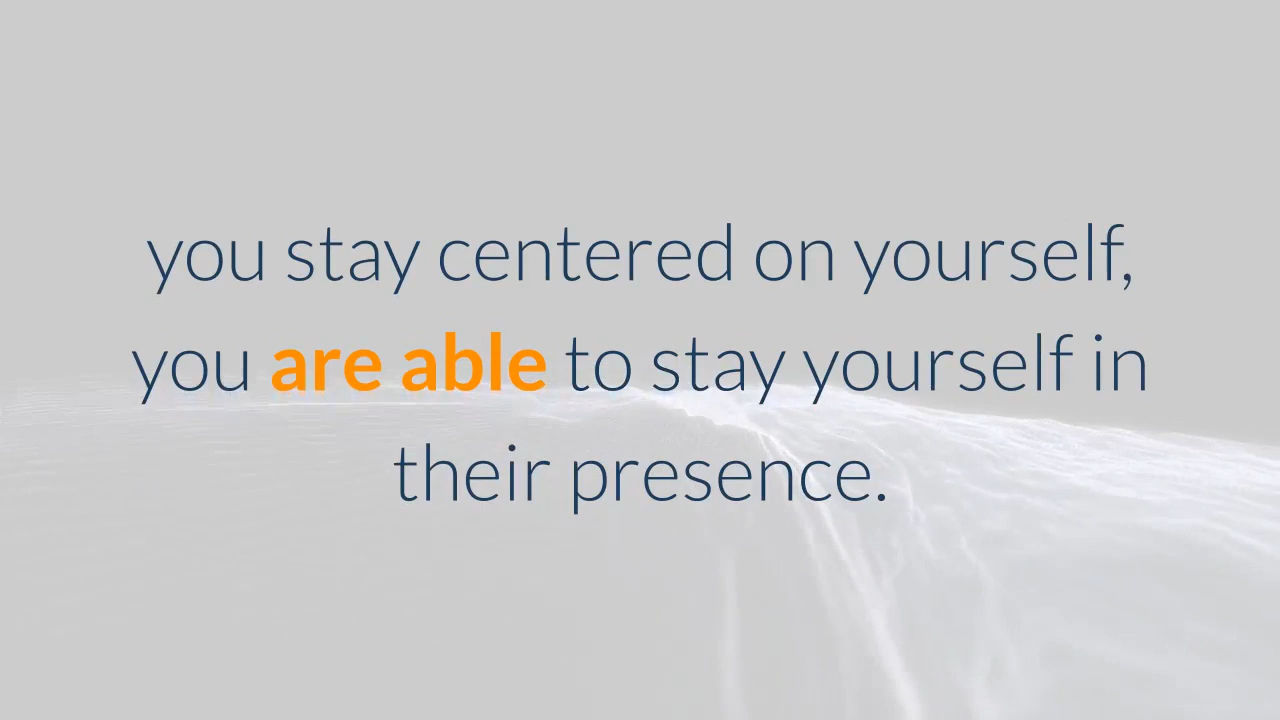 you stay centered on yourself,
you are able to stay yourself in
their presence.